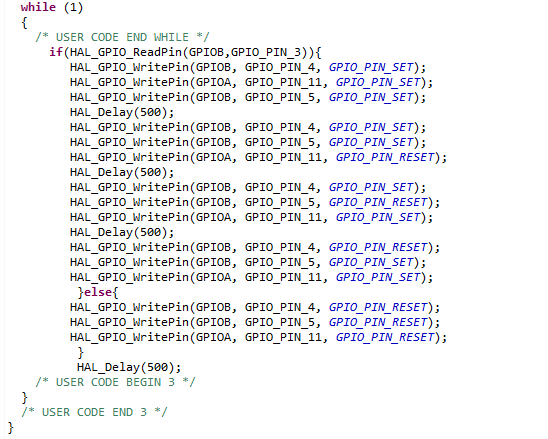 while (1)
{
/* USER CODE END WHILE */
if(HAL_GPIO_ReadPin(GPIOB,GPIO_PIN_3)){
HAL_GPIO_WritePin(GPIOB, GPIO_PIN_4, GPIO_PIN_SET);
HAL_GPIO_WritePin(GPIOA, GPIO_PIN_11, GPIO_PIN_SET);
HAL_GPIO_WritePin(GPIOB, GPIO_PIN_5, GPIO_PIN_SET);
HAL_Delay(500);
HAL_GPIO_WritePin(GPIOB, GPIO_PIN_4, GPIO_PIN_SET);
HAL_GPIO_WritePin(GPIOB, GPIO_PIN_5, GPIO_PIN_SET);
HAL_GPIO_WritePin(GPIOA, GPIO_PIN_11, GPIO_PIN_RESET);
HAL_Delay(500);
HAL_GPIO_WritePin(GPIOB, GPIO_PIN_4, GPIO_PIN_SET);
HAL_GPIO_WritePin(GPIOB, GPIO_PIN_5, GPIO_PIN_RESET);
HAL_GPIO_WritePin(GPIOA, GPIO_PIN_11, GPIO_PIN_SET);
HAL_Delay(500);
HAL_GPIO_WritePin(GPIOB, GPIO_PIN_4, GPIO_PIN_RESET);
HAL_GPIO_WritePin(GPIOB, GPIO_PIN_5, GPIO_PIN_SET);
HAL_GPIO_WritePin(GPIOA, GPIO_PIN_11, GPIO_PIN_SET);
}else{
HAL_GPIO_WritePin(GPIOB, GPIO_PIN_4, GPIO_PIN_RESET);
HAL_GPIO_WritePin(GPIOB, GPIO_PIN_5, GPIO_PIN_RESET);
HAL_GPIO_WritePin(GPIOA, GPIO_PIN_11, GPIO_PIN_RESET);
}
HAL_Delay(500);
/* USER CODE BEGIN 3 */
}
/* USER CODE END 3 */
}